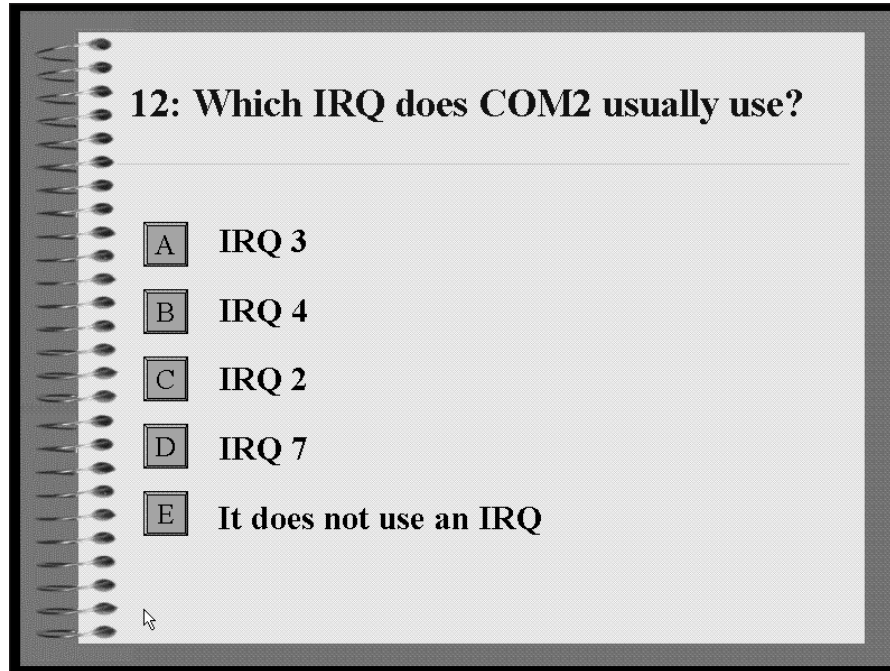 12: Which IRQ does COM2 usually use?
A IRQ 3
B IRQ 4
C IRQ 2
D IRQ 7
E It does not use an IRQ